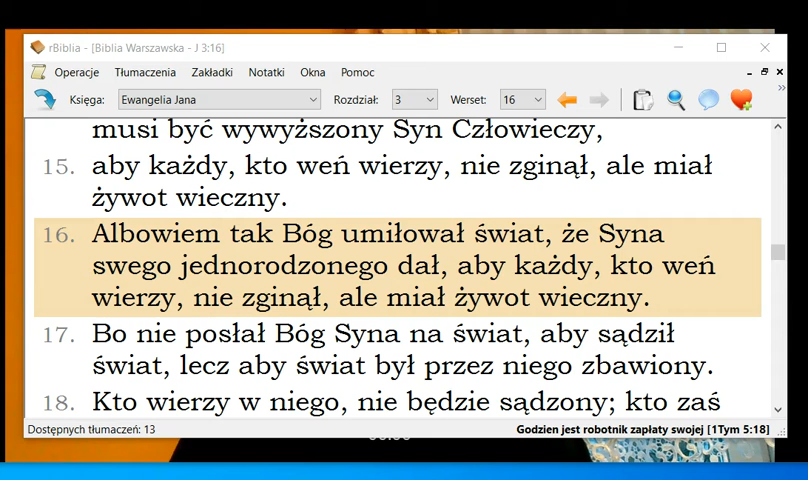 rBiblia - [Biblia Warszawska - J 3:16]
Operacje Tłumaczenia Zakładki Notatki Okna Pomoc
Księga: Ewangelia Jana Rozdział: 3 Werset: 16
musi być wywyższony Syn Człowieczy,
15. aby każdy, kto weń wierzy, nie zginął, ale miał
żywot wieczny.
16. Albowiem tak Bóg umiłował świat, że Syna
swego jednorodzonego dał, aby każdy, kto weń
wierzy, nie zginął, ale miał żywot wieczny.
17. Bo nie posłał Bóg Syna na świat, aby sądził
świat, lecz aby świat był przez niego zbawiony.
18. Kto wierzy w niego, nie będzie sądzony; kto zaś
Dostępnych tłumaczeń: 13 Godzien jest robotnik zapłaty swojej [1Tym 5:18]